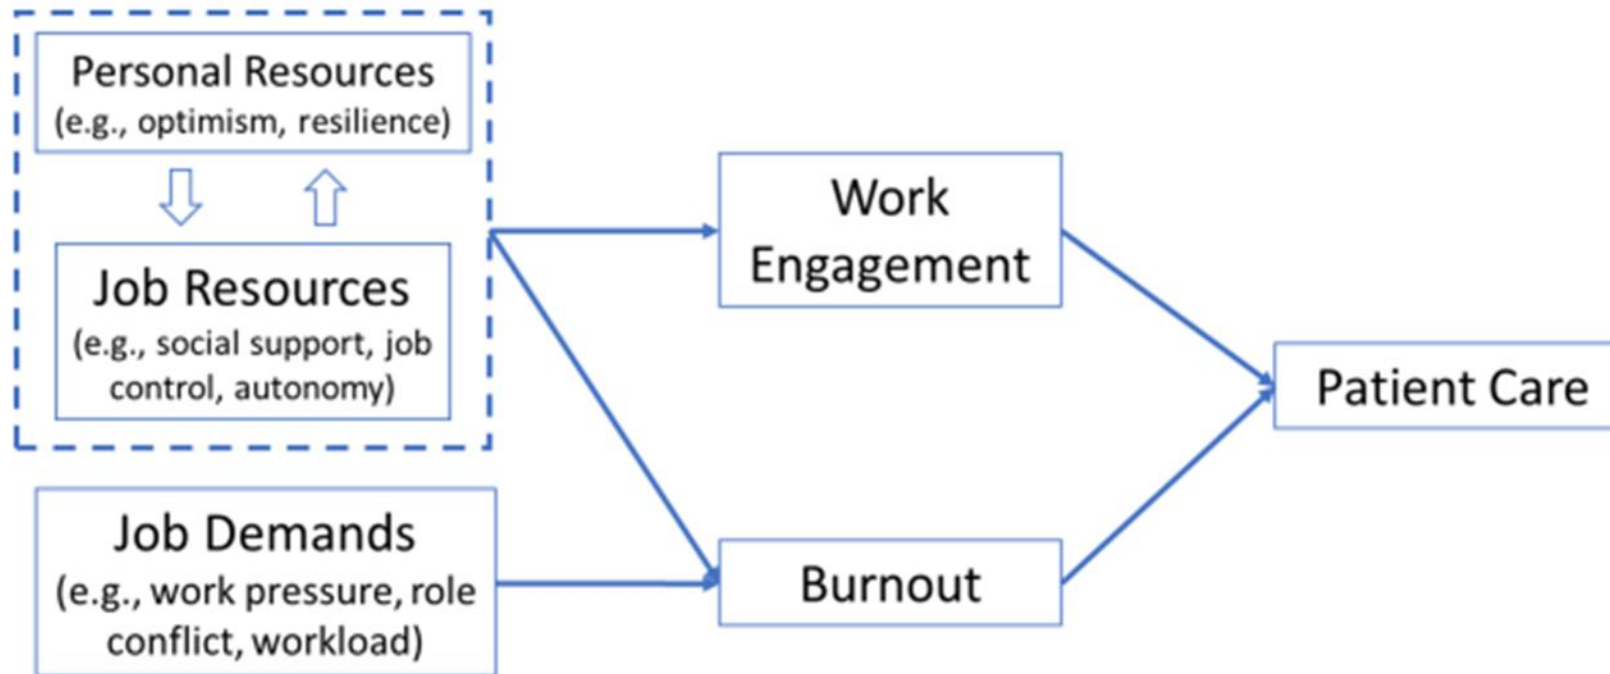 Personal Resources
(e.g., optimism, resilience)
Job Resources
(e.g., social support, job
control, autonomy)
Job Demands
(e.g., work pressure, role
conflict, workload)
Work
Engagement
Burnout
Patient Care